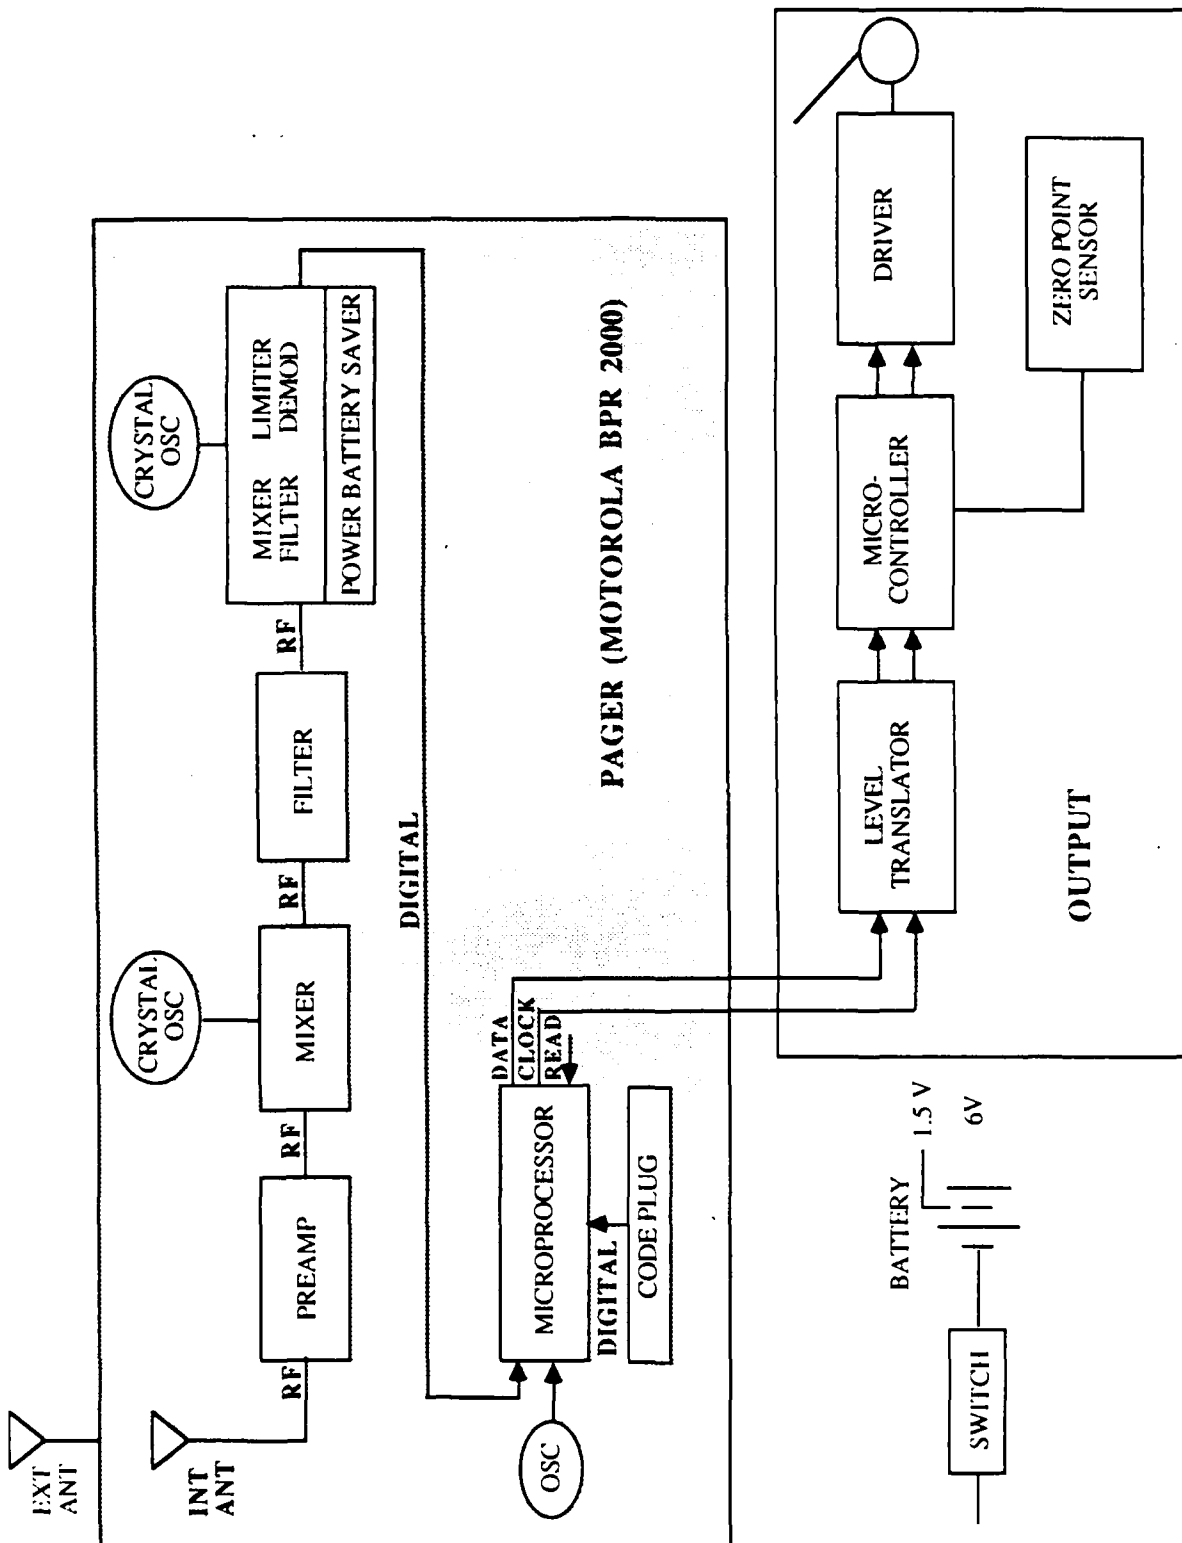 EXT
ANT
INT
ANT
RF
PREAMP
RF
CRYSTAL
OSC
MIXER
RF
FILTER
RF
CRYSTAL
OSC
MIXER LIMITER
FILTER DEMOD
POWER BATTERY SAVER
DIGITAL
OSC
MICROPROCESSOR
DATA
CLOCK
READ
DIGITAL
CODE PLUG
PAGER (MOTOROLA BPR 2000)
LEVEL
TRANSLATOR
MICRO-
CONTROLLER
DRIVER
ZERO POINT
SENSOR
OUTPUT
SWITCH
BATTERY
1.5 V
6V